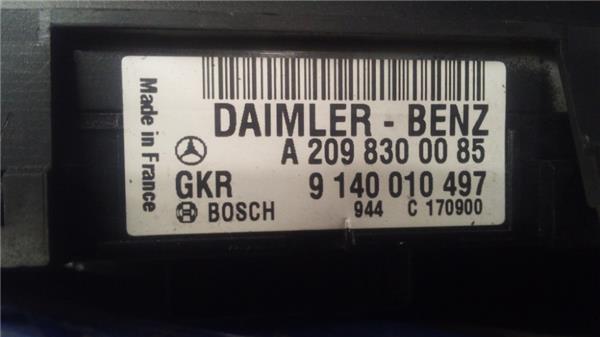 Made in France
DAIMLER - BENZ
A 209 830 00 85
GKR 9 140 010 497
BOSCH 944 C 170900